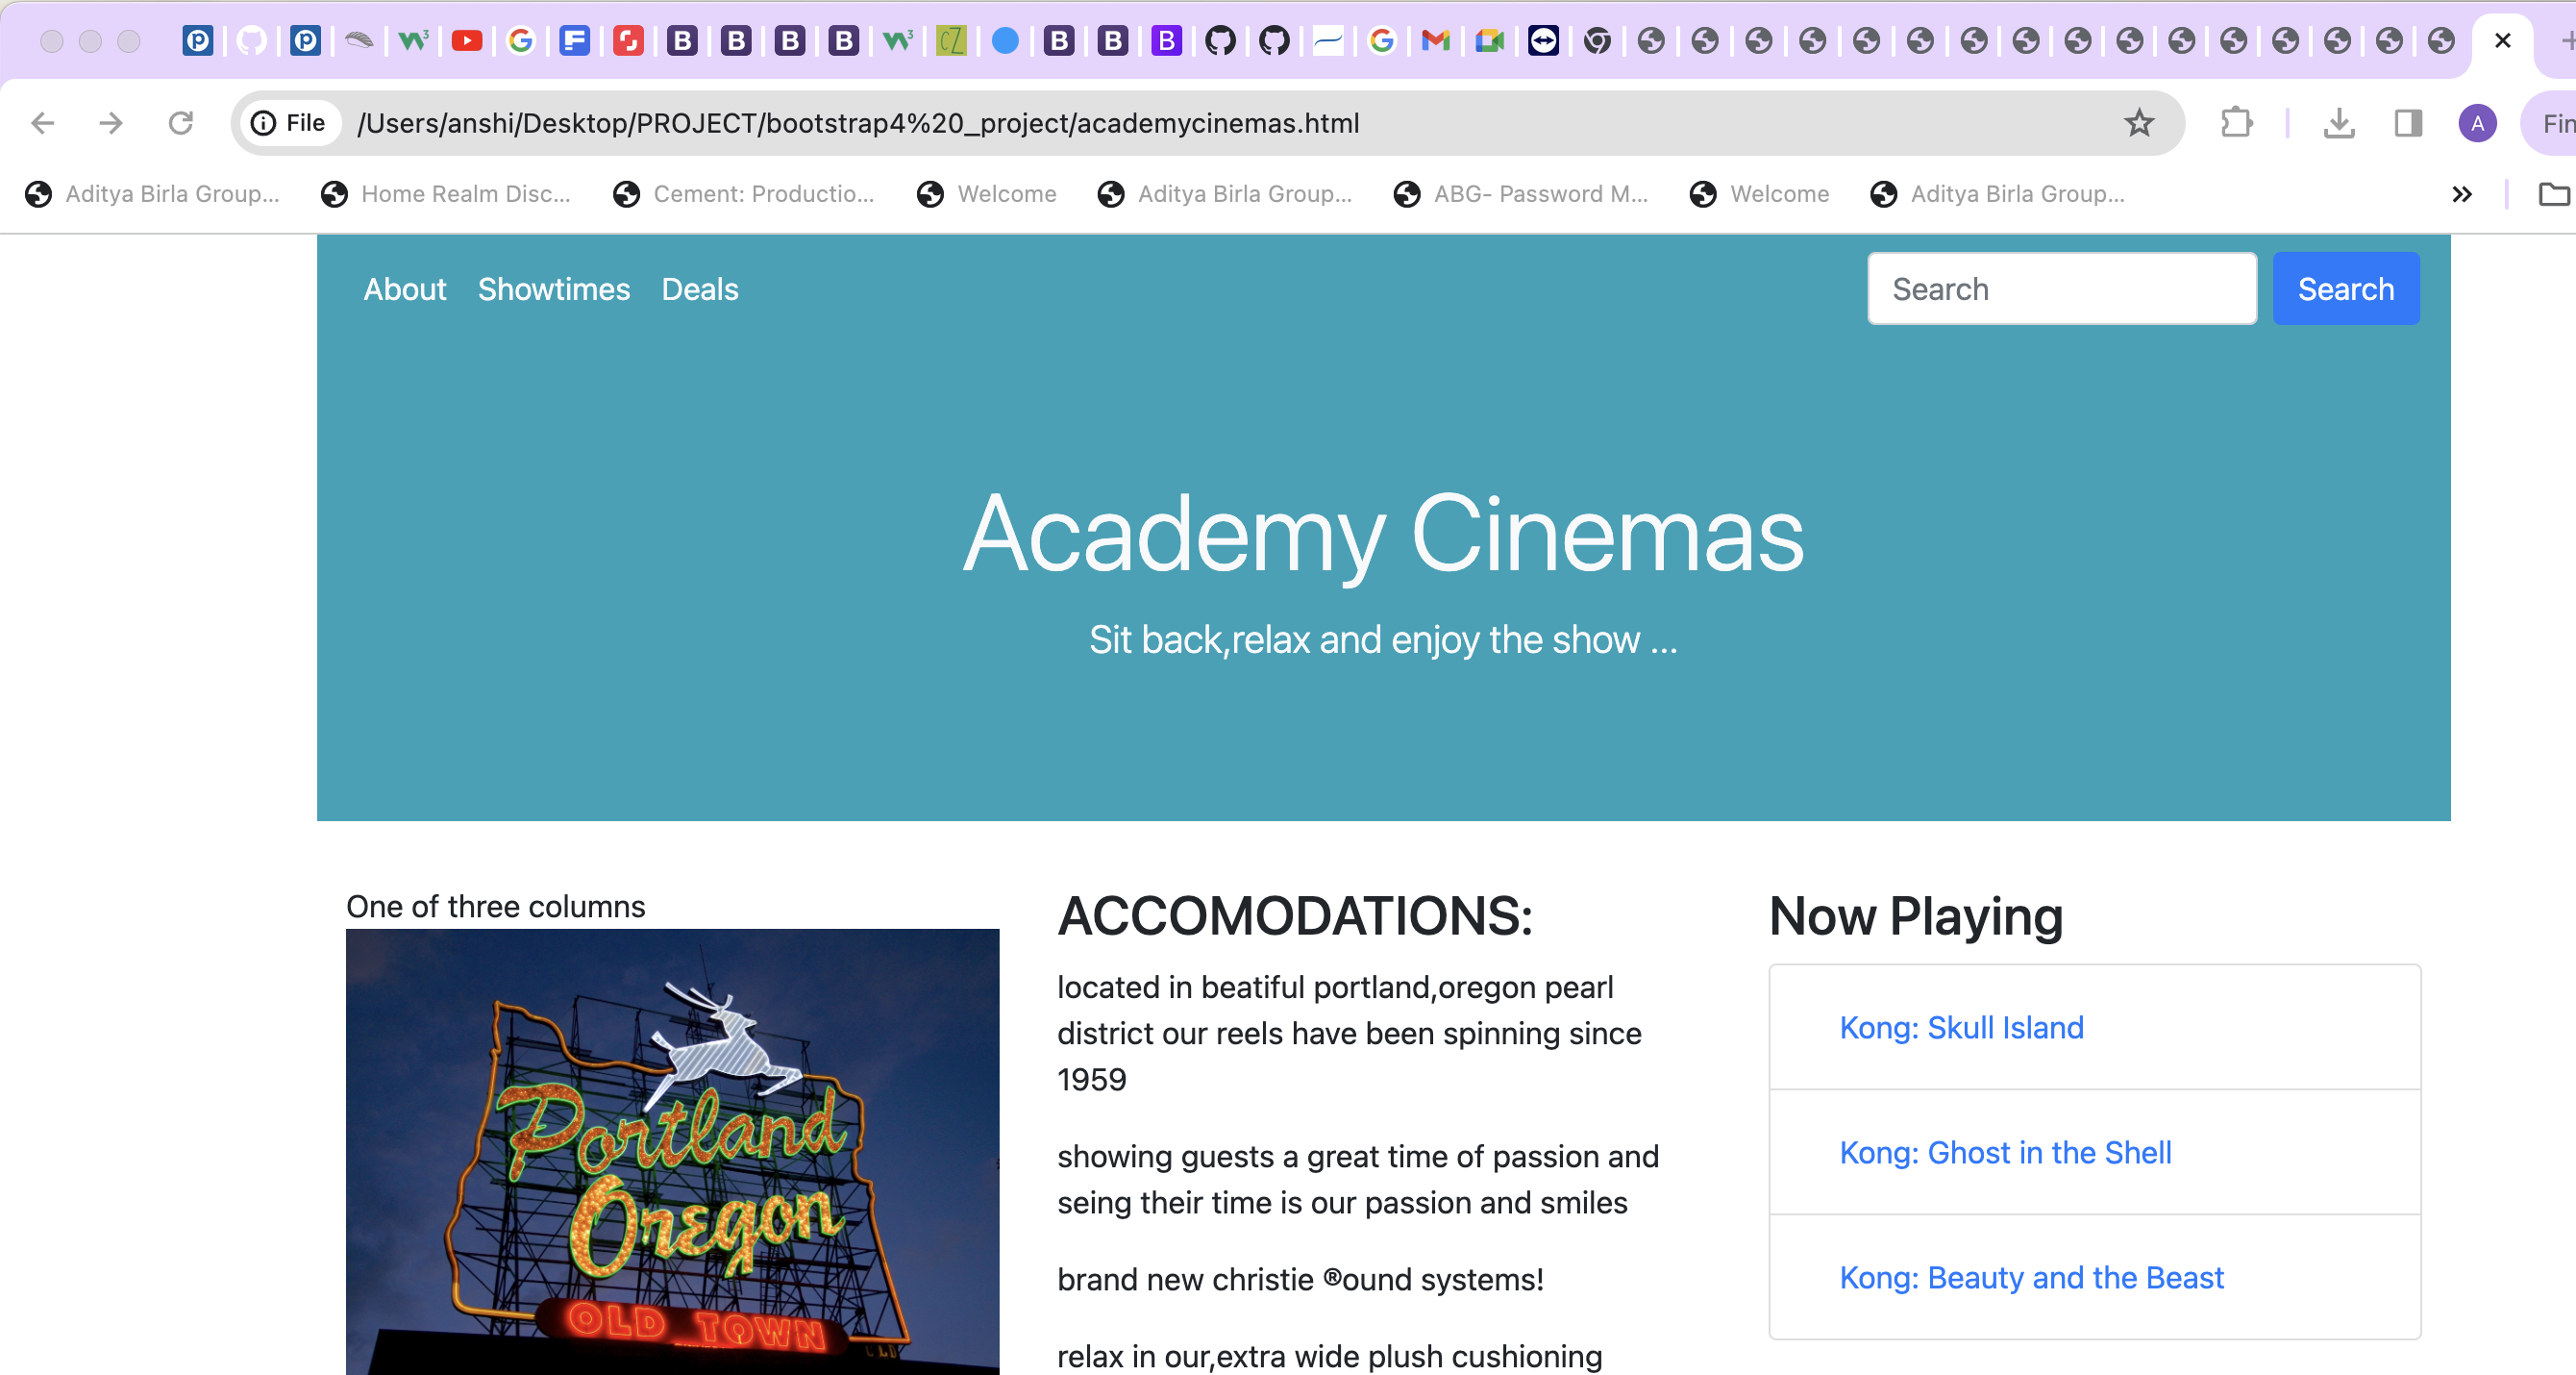 File /Users/anshi/Desktop/PROJECT/bootstrap4%20_project/academycinemas.html
A
Fin
Aditya Birla Group...
Home Realm Disc...
Cement: Productio...
Welcome
Aditya Birla Group...
ABG- Password M...
Welcome
Aditya Birla Group...
About Showtimes Deals
Search
Search
Academy Cinemas
Sit back,relax and enjoy the show ...
One of three columns
Portland
Oregon
OLD TOWN
ACCOMODATIONS:
located in beatiful portland,oregon pearl
district our reels have been spinning since
1959
showing guests a great time of passion and
seing their time is our passion and smiles
brand new christie ®ound systems!
relax in our,extra wide plush cushioning
Now Playing
Kong: Skull Island
Kong: Ghost in the Shell
Kong: Beauty and the Beast